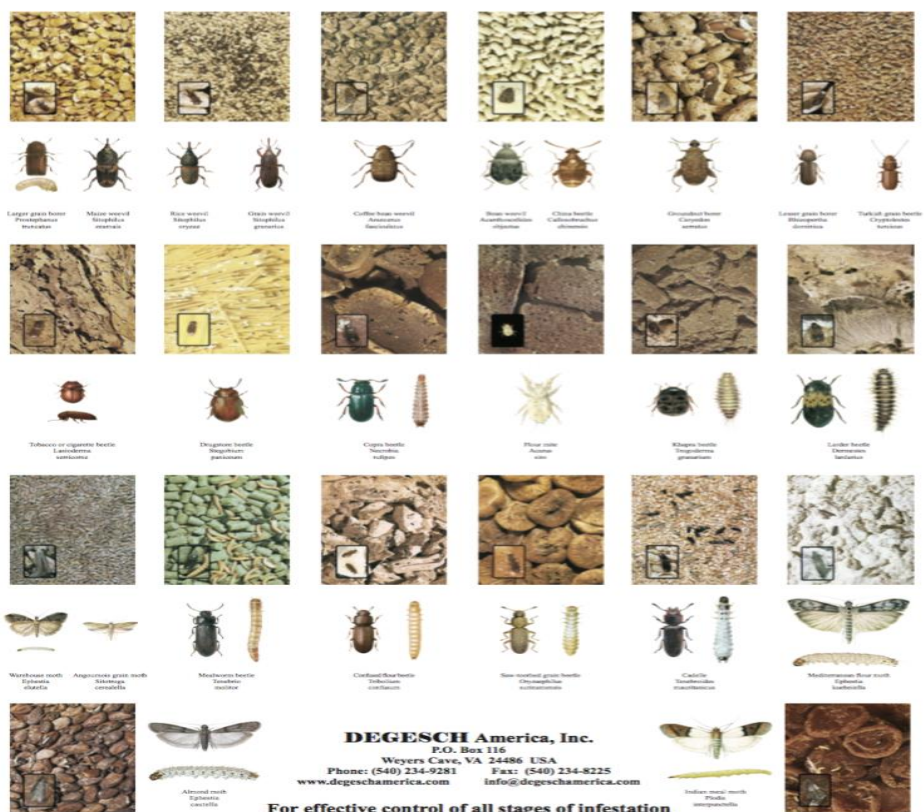 Larger grain borer
Prostephanus
truncatus
Maize weevil
Sitophilus
zeamais
Rice weevil
Sitophilus
oryzae
Grain weevil
Sitophilus
granarius
Coffee bean weevil
Araecerus
fasciculatus
Bean weevil
Acanthoscelides
obtectus
China beetle
Callosobruchus
chinensis
Groundnut borer
Caryedon
serratus
Lesser grain borer
Rhizopertha
dominica
Turkish grain beetle
Cryptolestes
turcicus
Tobacco or cigarette beetle
Lasioderma
serricorne
Drugstore beetle
Stegobium
paniceum
Copra beetle
Necrobia
rufipes
Flour mite
Acarus
siro
Khapra beetle
Trogoderma
granarium
Larder beetle
Dermestes
lardarius
Warehouse moth
Ephestia
elutella
Angoumois grain moth
Sitotroga
cerealella
Mealworm beetle
Tenebrio
molitor
Confused flour beetle
Tribolium
confusum
Saw-toothed grain beetle
Oryzaephilus
surinamensis
Cadelle
Tenebroides
mauritanicus
Mediterranean flour moth
Ephestia
kuehniella
Almond moth
Ephestia
cautella
DEGESCH America, Inc.
P.O. Box 116
Weyers Cave, VA 24486 USA
Phone: (540) 234-9281 Fax: (540) 234-8225
www.degeschamerica.com info@degeschamerica.com
For effective control of all stages of infestation
Indian meal moth
Plodia
interpunctella